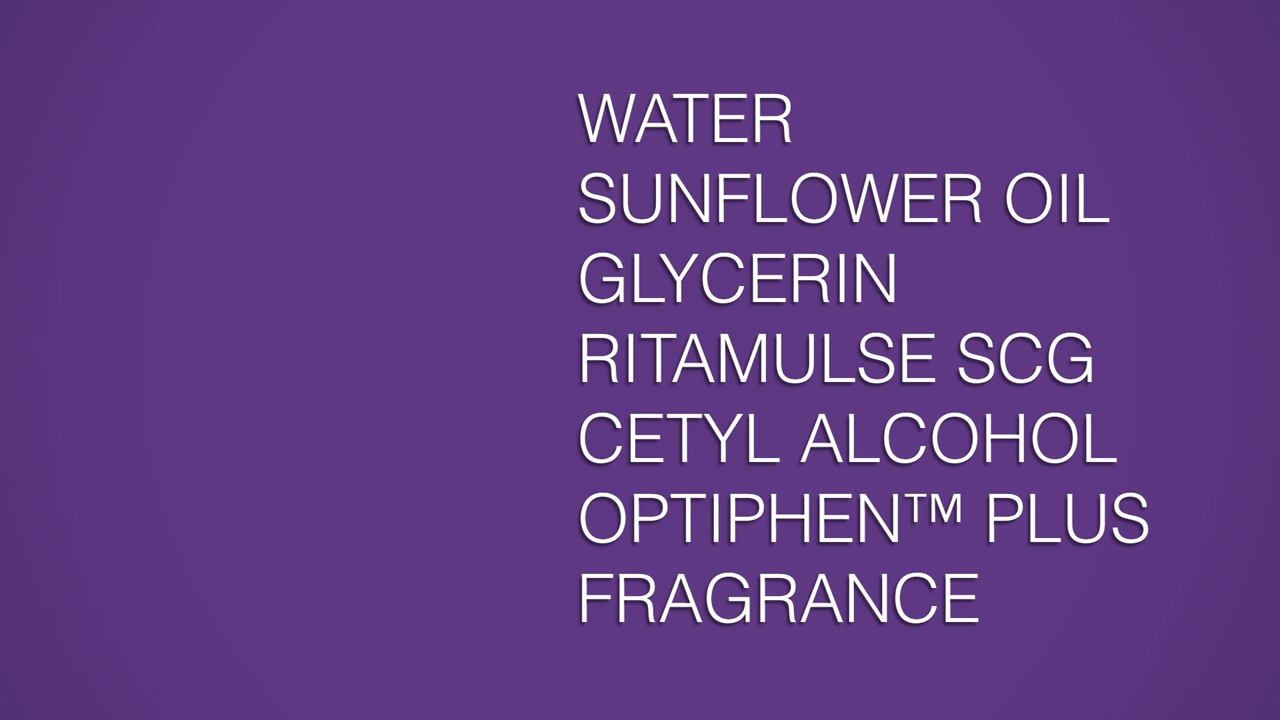 WATER
SUNFLOWER OIL
GLYCERIN
RITAMULSE SCG
CETYL ALCOHOL
OPTIPHEN™ PLUS
FRAGRANCE